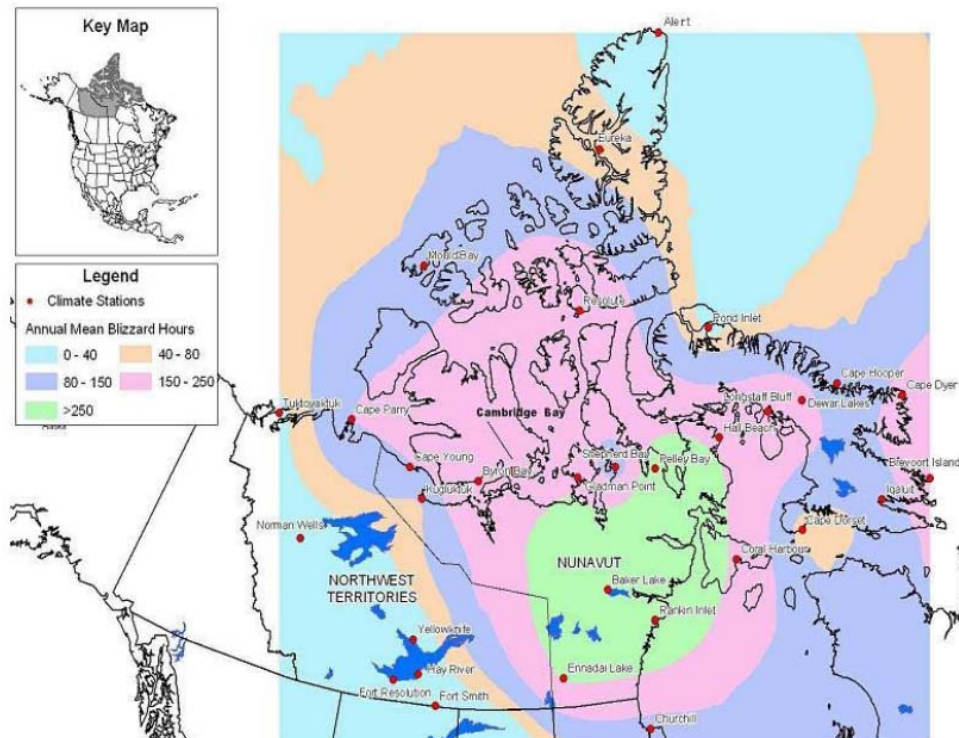 Key Map
Legend
Climate Stations
Annual Mean Blizzard Hours
0 - 40
40 - 80
80 - 150
150 - 250
>250
Alert
Eureka
Mould Bay
Resolute
Pond Inlet
Cape Hooper
Cape Dyer
Longstaff Bluff
Dewar Lakes
Tuktoyaktuk
Alaska
Cape Parry
Cambridge Bay
Hall Beach
Cape Young
Byron Bay
Shepherd Bay
Pelley Bay
Gladman Point
Brevoort Island
Kugluktuk
Iqaluit
Norman Wells
Cape Dorset
NORTHWEST
TERRITORIES
NUNAVUT
Coral Harbour
Baker Lake
Rankin Inlet
Yellowknife
Hay River
Ennadai Lake
Fort Resolution
Fort Smith
Churchill